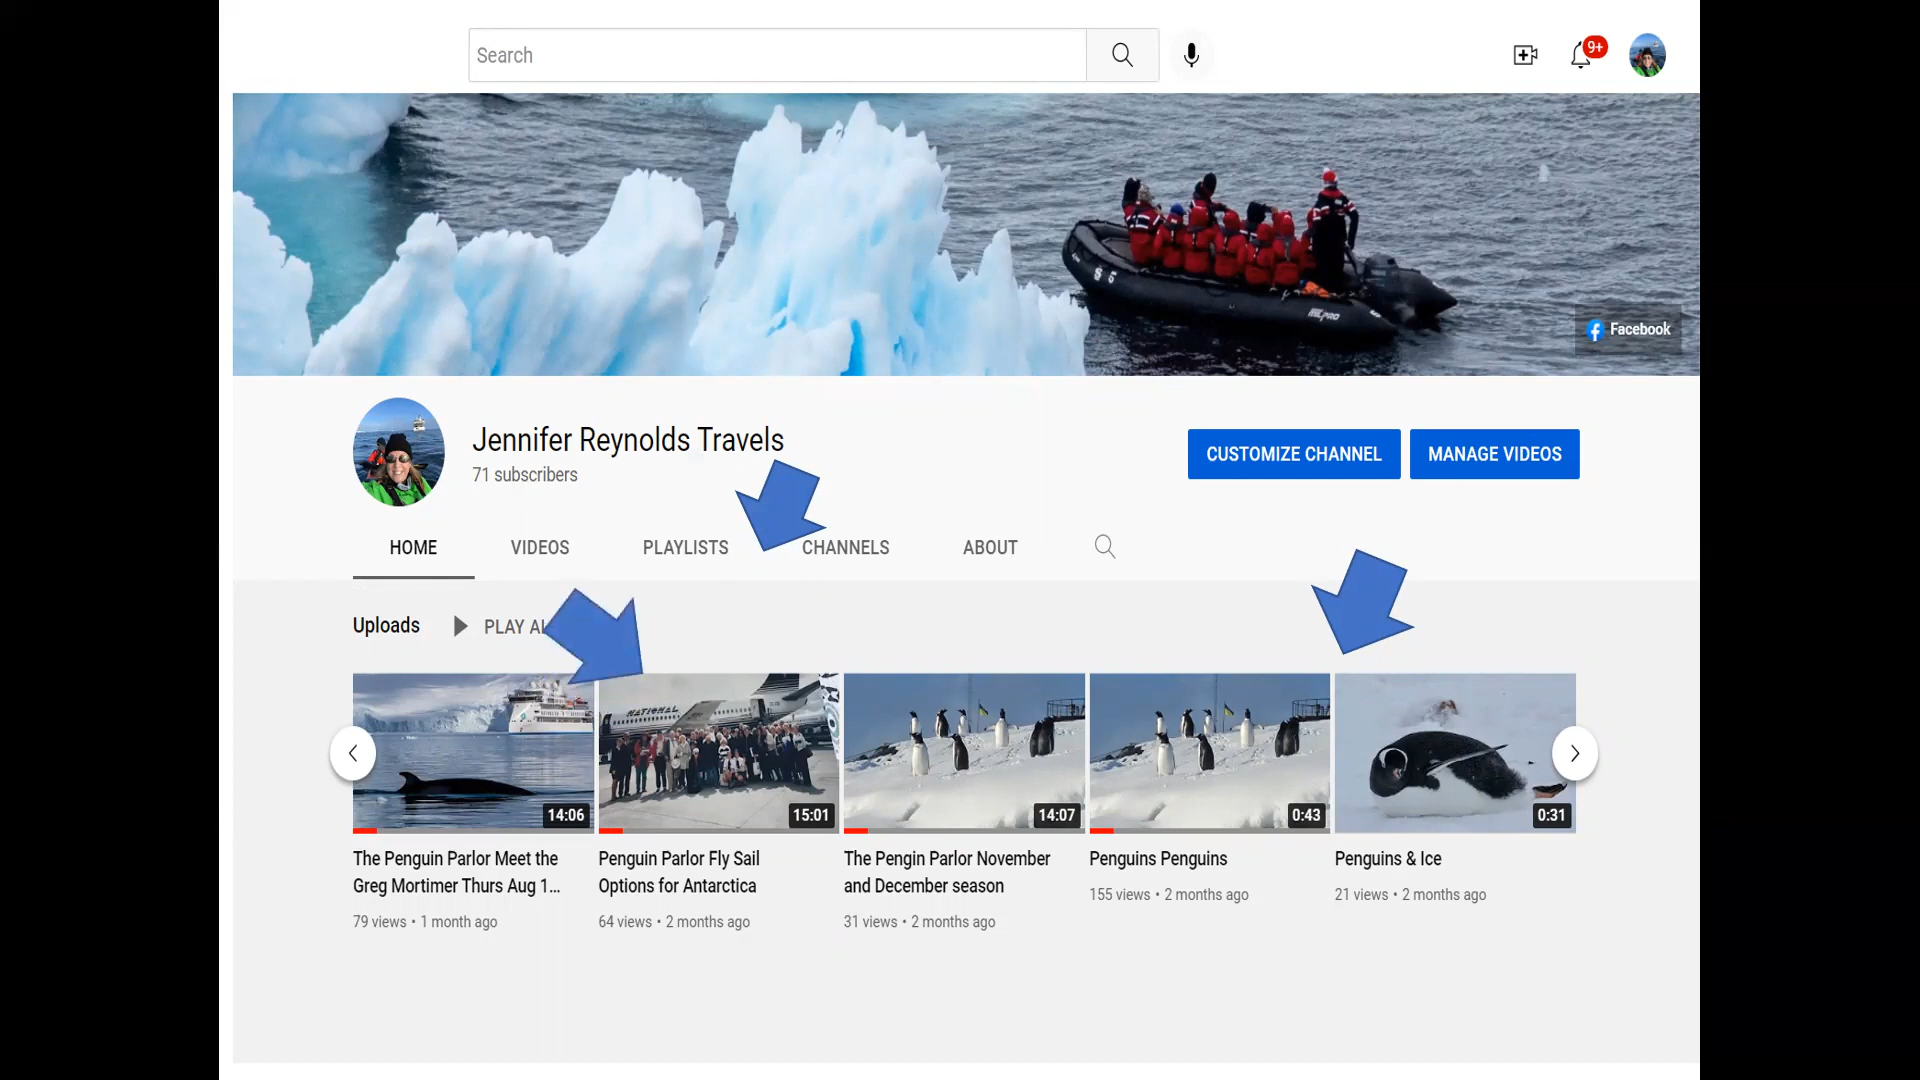 Search
9+
Facebook
Jennifer Reynolds Travels
71 subscribers
CUSTOMIZE CHANNEL
MANAGE VIDEOS
HOME
VIDEOS
PLAYLISTS
CHANNELS
ABOUT
Uploads
PLAY AL
NATIONAL
S 5
MILPRO
14:06
15:01
14:07
0:43
0:31
The Penguin Parlor Meet the
Greg Mortimer Thurs Aug 1...
79 views • 1 month ago
Penguin Parlor Fly Sail
Options for Antarctica
64 views • 2 months ago
The Pengin Parlor November
and December season
31 views • 2 months ago
Penguins Penguins
155 views • 2 months ago
Penguins & Ice
21 views • 2 months ago